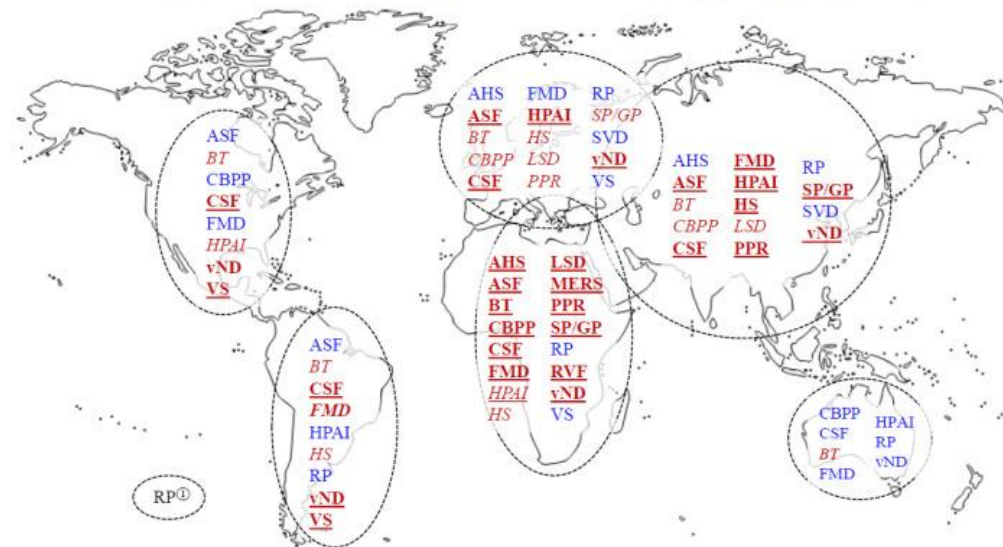 ASF
BT
CBPP
CSF
FMD
HPAI
vND
VS
ASF
BT
CSF
FMD
HPAI
HS
RP
vND
VS
RP①
AHS FMD RP
ASF HPAI SP/GP
BT HS SVD
CBPP LSD vND
CSF PPR VS
AHS LSD
ASF MERS
BT PPR
CBPP SP/GP
CSF RP
FMD RVF
HPAI vND
HS VS
AHS FMD RP
ASF HPAI SP/GP
BT HS SVD
CBPP LSD vND
CSF PPR
CBPP HPAI
CSF RP
BT vND
FMD